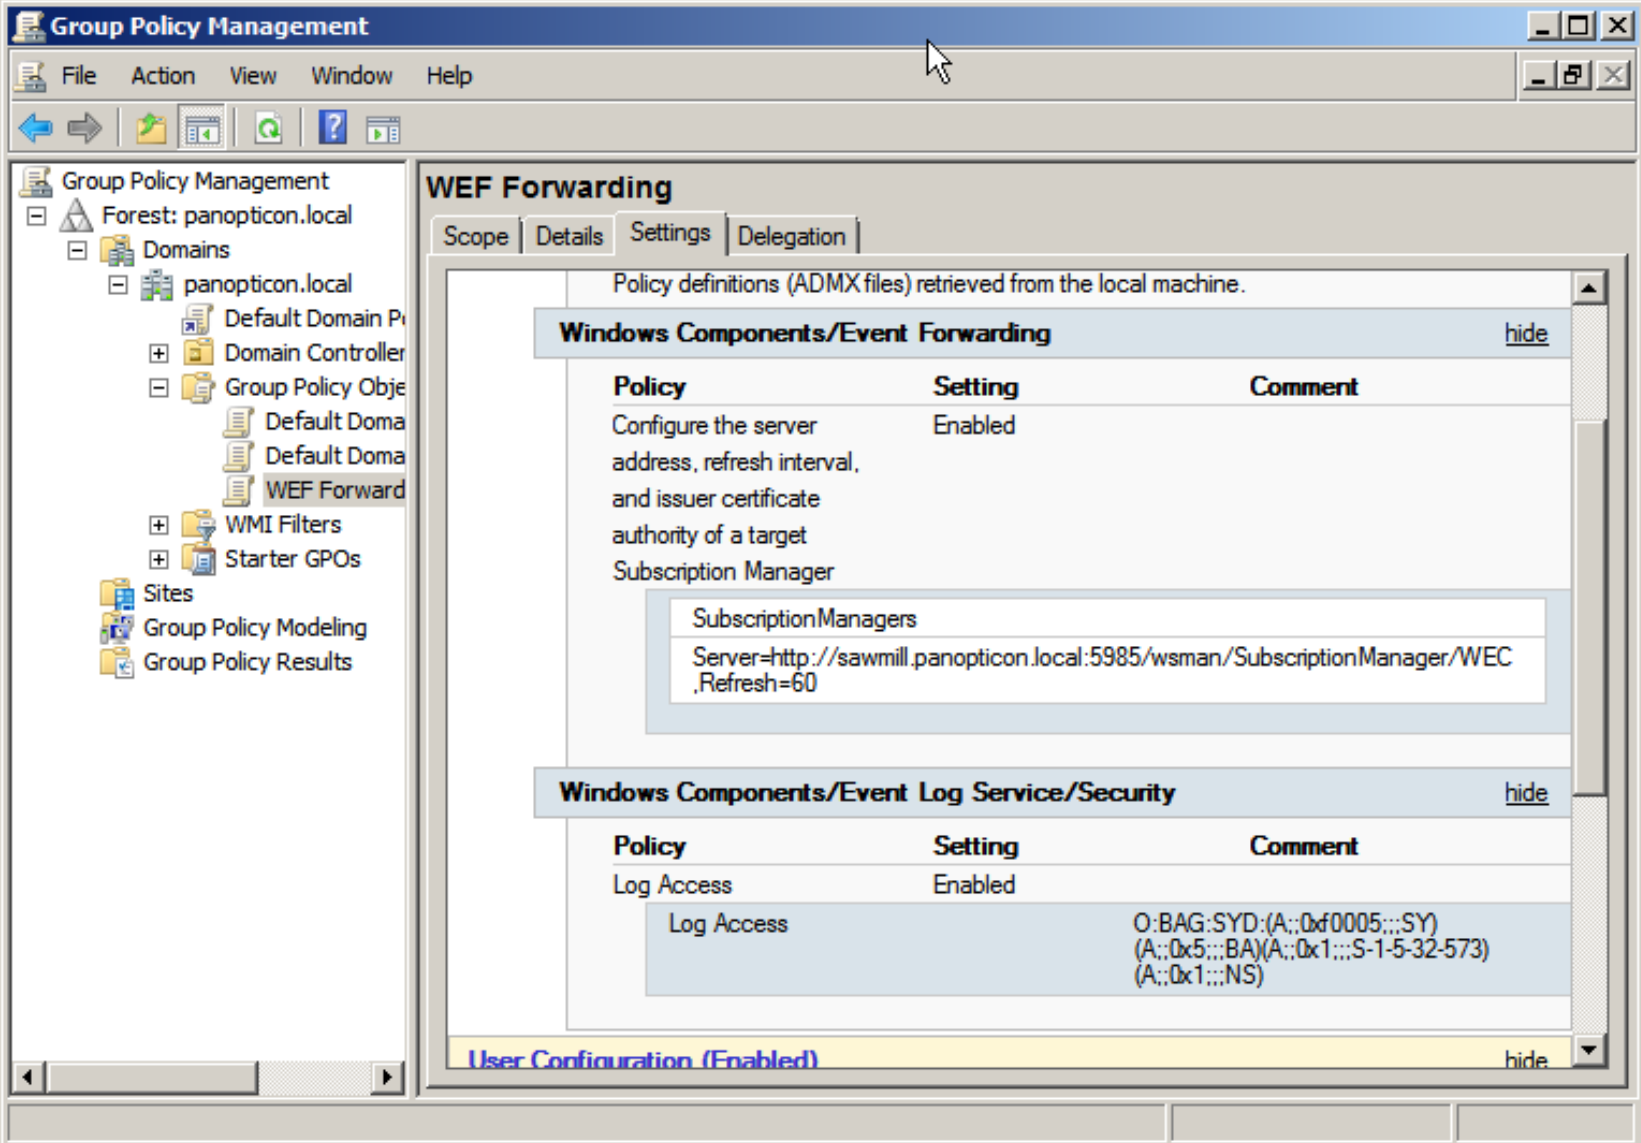 Group Policy Management
File Action View Window Help
Group Policy Management
Forest: panopticon.local
Domains
panopticon.local
Default Domain P
Domain Controller
Group Policy Obje
Default Doma
Default Doma
WEF Forward
WMI Filters
Starter GPOs
Sites
Group Policy Modeling
Group Policy Results
WEF Forwarding
Scope Details Settings Delegation
Policy definitions (ADMX files) retrieved from the local machine.
Windows Components/Event Forwarding hide
Policy Setting Comment
Configure the server Enabled
address, refresh interval,
and issuer certificate
authority of a target
Subscription Manager
SubscriptionManagers
Server=http://sawmill.panopticon.local:5985/wsman/SubscriptionManager/WEC
,Refresh=60
Windows Components/Event Log Service/Security hide
Policy Setting Comment
Log Access Enabled
Log Access O:BAG:SYD:(A;;0xf0005;;;SY)
(A;;0x5;;;BA)(A;;0x1;;;S-1-5-32-573)
(A;;0x1;;;NS)
User Configuration (Enabled) hide